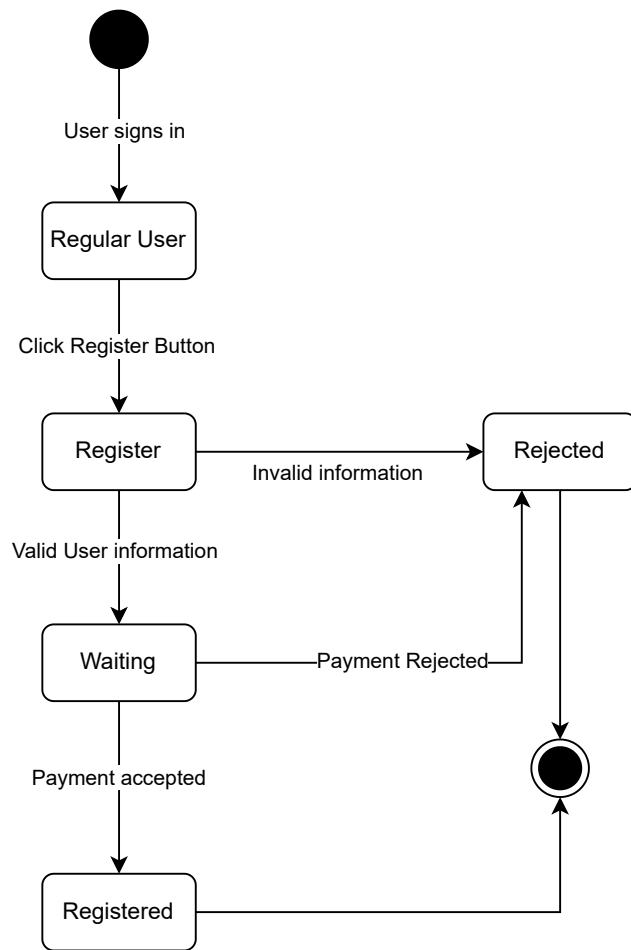 User signs in
Regular User
Click Register Button
Register
Invalid information
Rejected
Valid User information
Waiting
Payment Rejected
Payment accepted
Registered